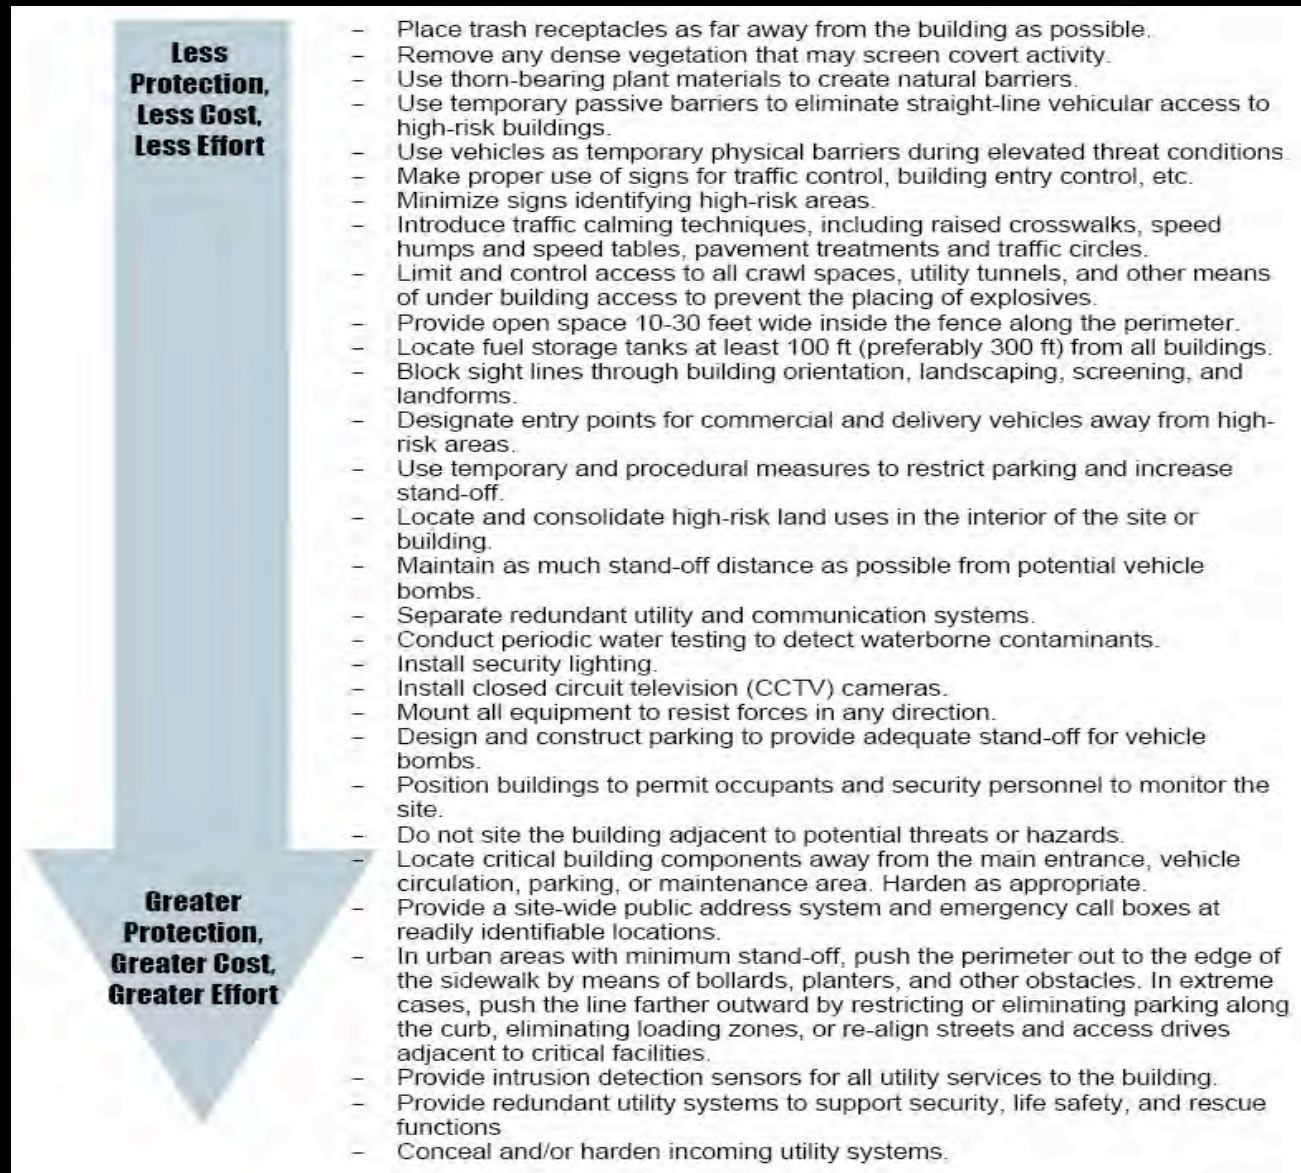 Less
Protection,
Less Cost,
Less Effort
– Place trash receptacles as far away from the building as possible.
– Remove any dense vegetation that may screen covert activity.
– Use thorn-bearing plant materials to create natural barriers.
– Use temporary passive barriers to eliminate straight-line vehicular access to
high-risk buildings.
– Use vehicles as temporary physical barriers during elevated threat conditions.
– Make proper use of signs for traffic control, building entry control, etc.
– Minimize signs identifying high-risk areas.
– Introduce traffic calming techniques, including raised crosswalks, speed
humps and speed tables, pavement treatments and traffic circles.
– Limit and control access to all crawl spaces, utility tunnels, and other means
of under building access to prevent the placing of explosives.
– Provide open space 10-30 feet wide inside the fence along the perimeter.
– Locate fuel storage tanks at least 100 ft (preferably 300 ft) from all buildings.
– Block sight lines through building orientation, landscaping, screening, and
landforms.
– Designate entry points for commercial and delivery vehicles away from high-
risk areas.
– Use temporary and procedural measures to restrict parking and increase
stand-off.
– Locate and consolidate high-risk land uses in the interior of the site or
building.
– Maintain as much stand-off distance as possible from potential vehicle
bombs.
– Separate redundant utility and communication systems.
– Conduct periodic water testing to detect waterborne contaminants.
– Install security lighting.
– Install closed circuit television (CCTV) cameras.
– Mount all equipment to resist forces in any direction.
– Design and construct parking to provide adequate stand-off for vehicle
bombs.
– Position buildings to permit occupants and security personnel to monitor the
site.
– Do not site the building adjacent to potential threats or hazards.
– Locate critical building components away from the main entrance, vehicle
circulation, parking, or maintenance area. Harden as appropriate.
– Provide a site-wide public address system and emergency call boxes at
readily identifiable locations.
– In urban areas with minimum stand-off, push the perimeter out to the edge of
the sidewalk by means of bollards, planters, and other obstacles. In extreme
cases, push the line farther outward by restricting or eliminating parking along
the curb, eliminating loading zones, or re-align streets and access drives
adjacent to critical facilities.
– Provide intrusion detection sensors for all utility services to the building.
– Provide redundant utility systems to support security, life safety, and rescue
functions
– Conceal and/or harden incoming utility systems.
Greater
Protection,
Greater Cost,
Greater Effort